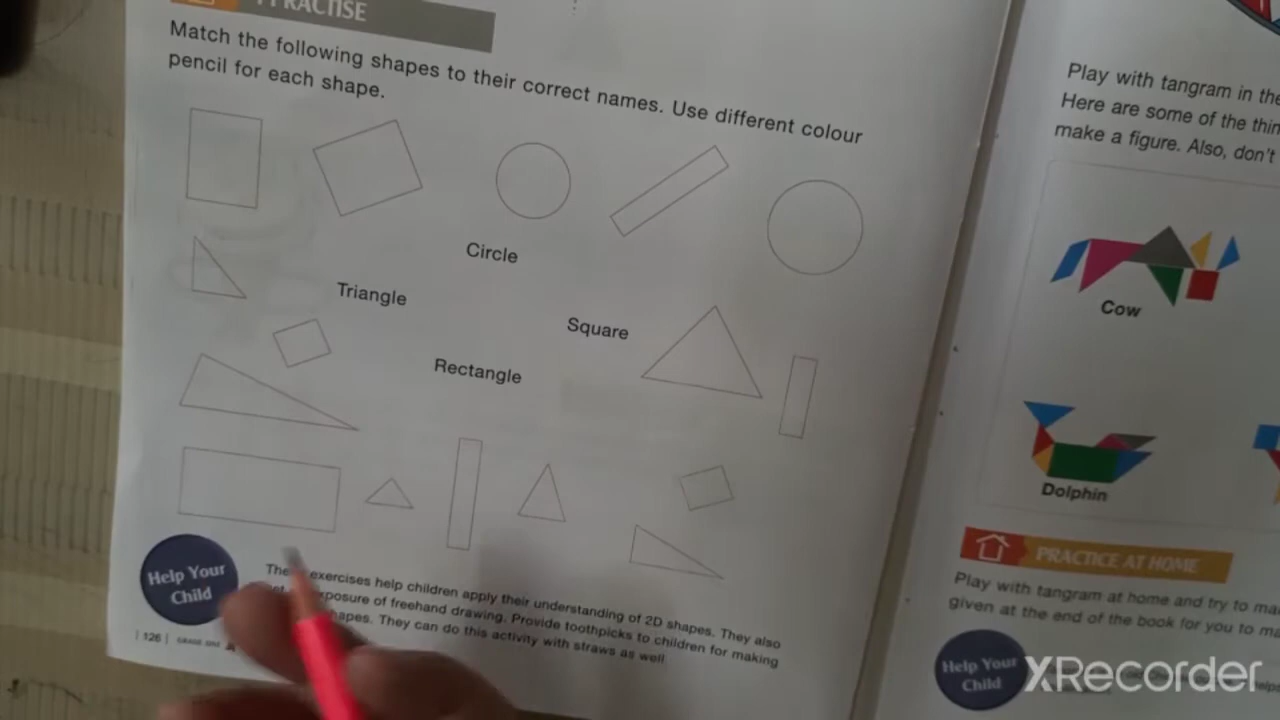 PRACTISE
Match the following shapes to their correct names. Use different colour
pencil for each shape.
Circle
Triangle
Square
Rectangle
Help Your
Child
exercises help children apply their understanding of 2D shapes. They also
of freehand drawing. Provide toothpicks to children for making
They can do this activity with straws as well
| 126 | GRADE ONE
Play with tangram in the
Here are some of the
make a figure. Also, don't
Cow
Dolphin
PRACTICE AT HOME
Play with tangram at home and try to
given at the end of the book for you to
Help Your
Child
XRecorder